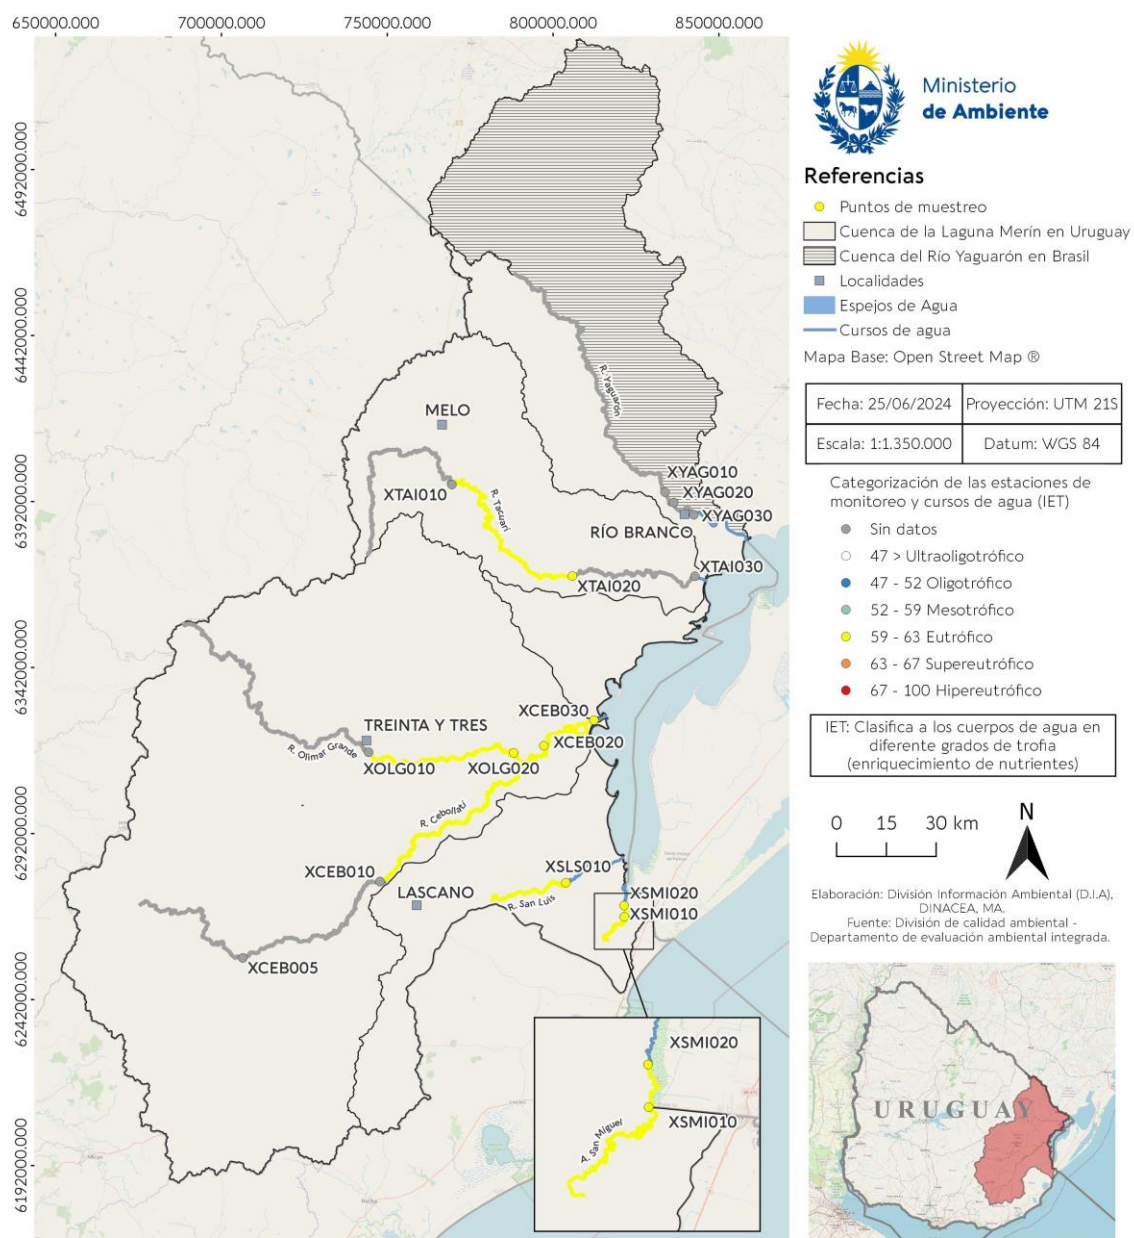 650000000.000
700000.000
750000000.000
800000.000
850000.000
6492000.000
6442000.000
6392000.000
6342000.000
6292000.000
6242000.000
6192000.000
MELO
R. Yaguarón
XYAG010
XYAG020
XYAG030
XTAI010
R. Tacuarí
RÍO BRANCO
XTAI030
XTAI020
XCEB030
TREINTA Y TRES
XCEB020
R. Olimar Grande
XOLG010
XOLG020
R. Cebollatí
XCEB010
XSLS010
LASCANO
R. San Luis
XSMI020
XSMI010
XCEB005
XSMI020
XSMI010
A. San Miguel
Ministerio
de Ambiente
Referencias
Puntos de muestreo
Cuenca de la Laguna Merín en Uruguay
Cuenca del Río Yaguarón en Brasil
Localidades
Espejos de Agua
Cursos de agua
Mapa Base: Open Street Map ®
Fecha: 25/06/2024
Proyección: UTM 21S
Escala: 1:1.350.000
Datum: WGS 84
Categorización de las estaciones de
monitoreo y cursos de agua (IET)
Sin datos
47 > Ultraoligotrófico
47 - 52 Oligotrófico
52 - 59 Mesotrófico
59 - 63 Eutrófico
63 - 67 Supereutrófico
67 - 100 Hipereutrófico
IET: Clasifica a los cuerpos de agua en
diferente grados de trofia
(enriquecimiento de nutrientes)
0 15 30 km
N
Elaboración: División Información Ambiental (D.I.A),
DINACEA, MA.
Fuente: División de calidad ambiental -
Departamento de evaluación ambiental integrada.
URUGUAY